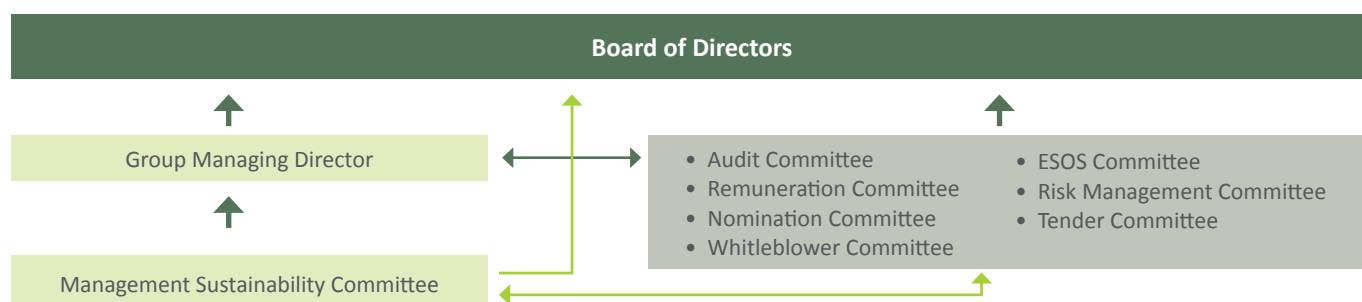 Board of Directors
Group Managing Director
Management Sustainability Committee
• Audit Committee
• Remuneration Committee
• Nomination Committee
• Whitleblower Committee
• ESOS Committee
• Risk Management Committee
• Tender Committee